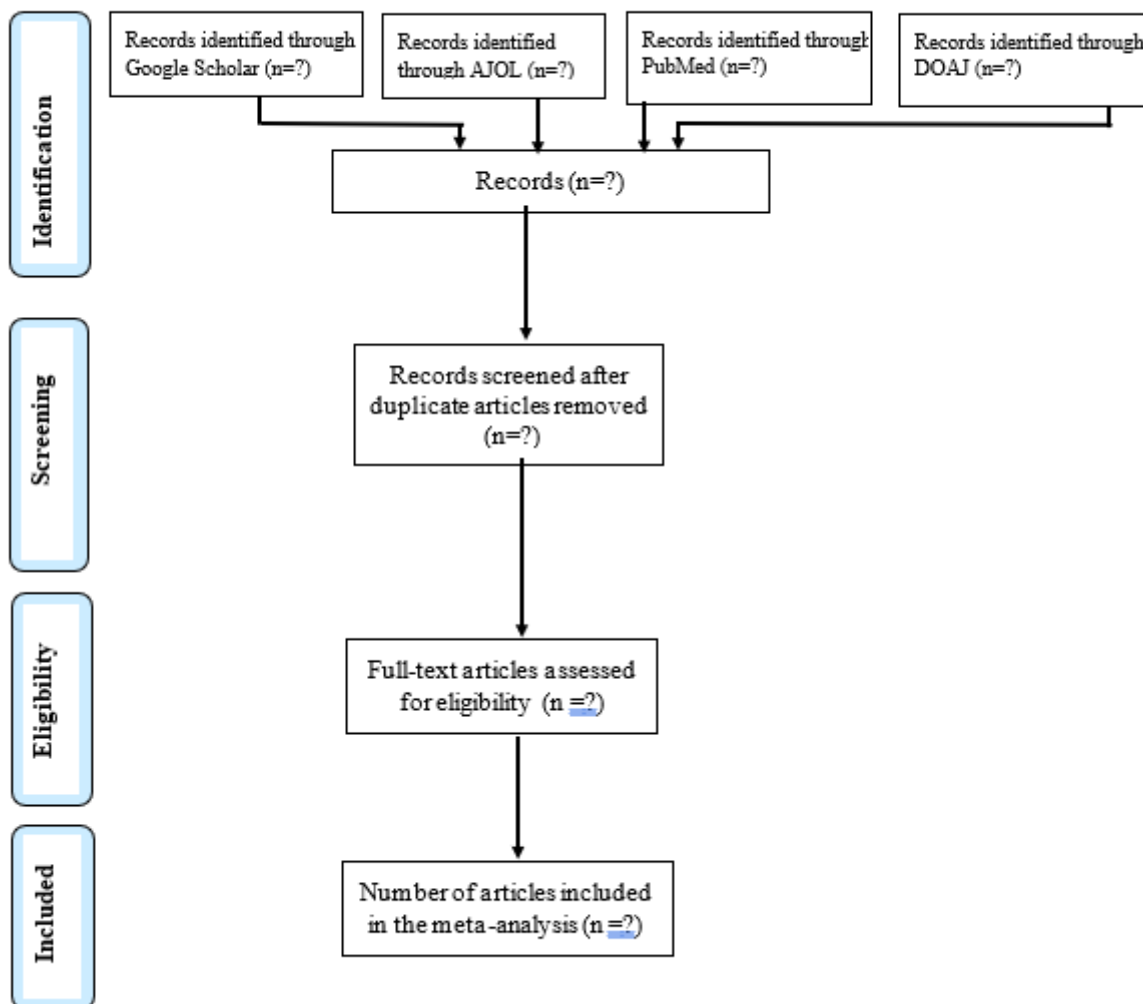 Records identified through
Google Scholar (n=?)
Records identified
through AJOL (n=?)
Records identified through
PubMed (n=?)
Records identified through
DOAJ (n=?)
Identification
Records (n=?)
Screening
Records screened after
duplicate articles removed
(n=?)
Eligibility
Full-text articles assessed
for eligibility (n =?)
Included
Number of articles included
in the meta-analysis (n =?)